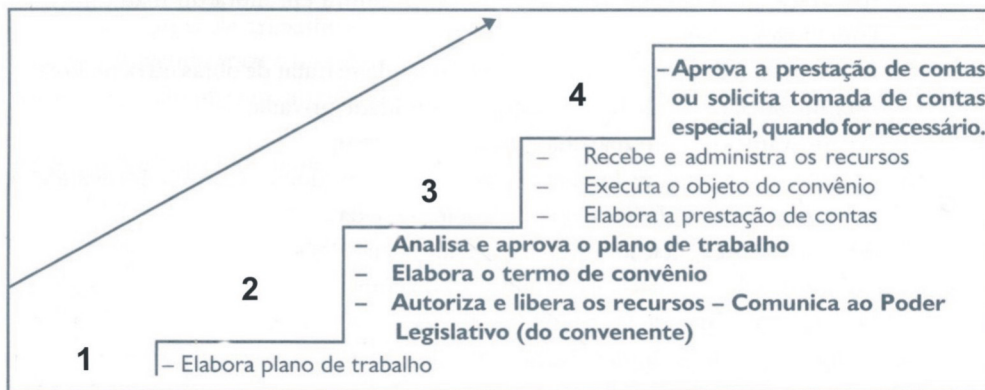 4
– Aprova a prestação de contas
ou solicita tomada de contas
especial, quando for necessário.
3
– Recebe e administra os recursos
– Executa o objeto do convênio
– Elabora a prestação de contas
2
– Analisa e aprova o plano de trabalho
– Elabora o termo de convênio
– Autoriza e libera os recursos – Comunica ao Poder
Legislativo (do convenente)
1
– Elabora plano de trabalho